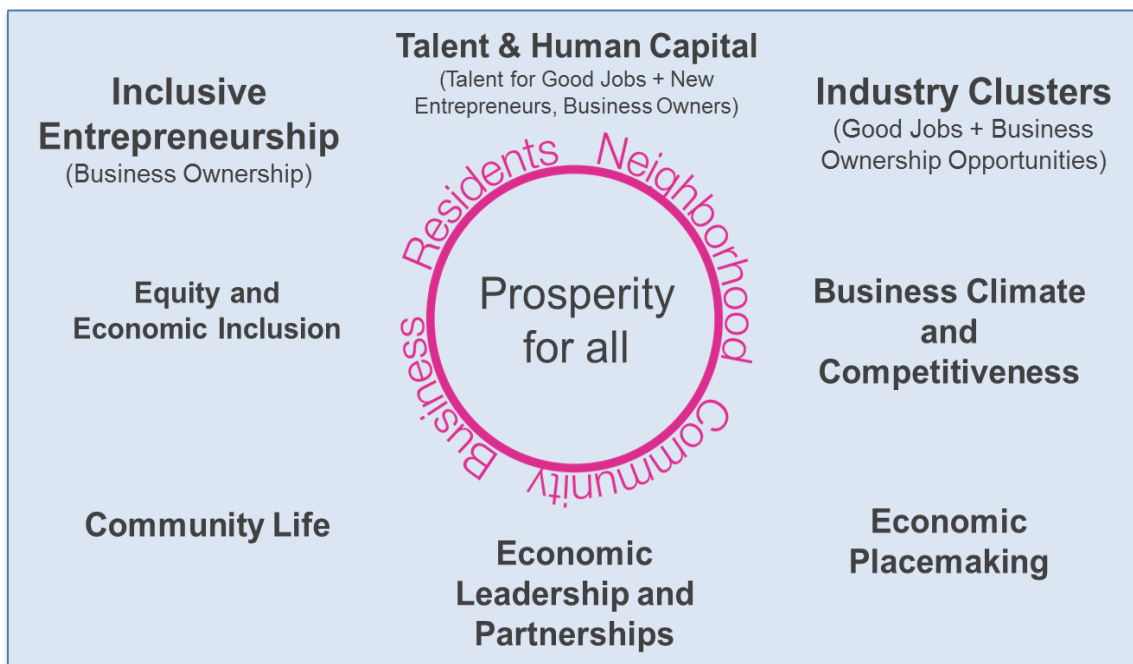 Talent & Human Capital
(Talent for Good Jobs + New
Entrepreneurs, Business Owners)
Inclusive
Entrepreneurship
(Business Ownership)
Industry Clusters
(Good Jobs + Business
Ownership Opportunities)
Residents
Neighborhood
Community
Business
Prosperity
for all
Equity and
Economic Inclusion
Business Climate
and
Competitiveness
Community Life
Economic
Leadership and
Partnerships
Economic
Placemaking